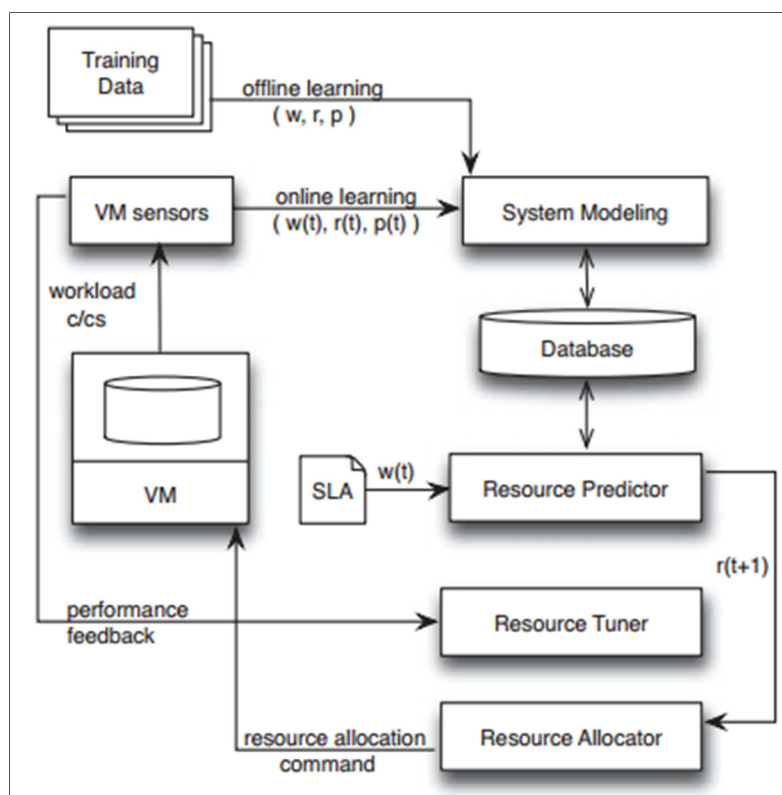 Training
Data
offline learning
( w, r, p )
VM sensors
online learning
( w(t), r(t), p(t) )
System Modeling
workload
c/cs
Database
VM
SLA
w(t)
Resource Predictor
r(t+1)
performance
feedback
Resource Tuner
resource allocation
command
Resource Allocator